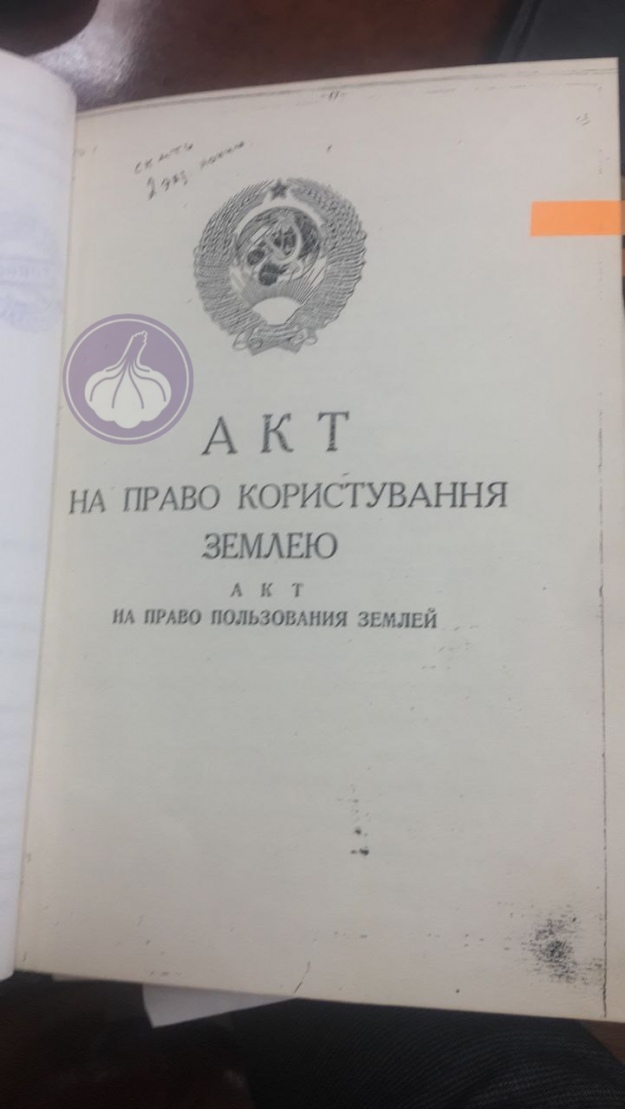 АКТ
НА ПРАВО КОРИСТУВАННЯ
ЗЕМЛЕЮ
АКТ
НА ПРАВО ПОЛЬЗОВАНИЯ ЗЕМЛЕЙ